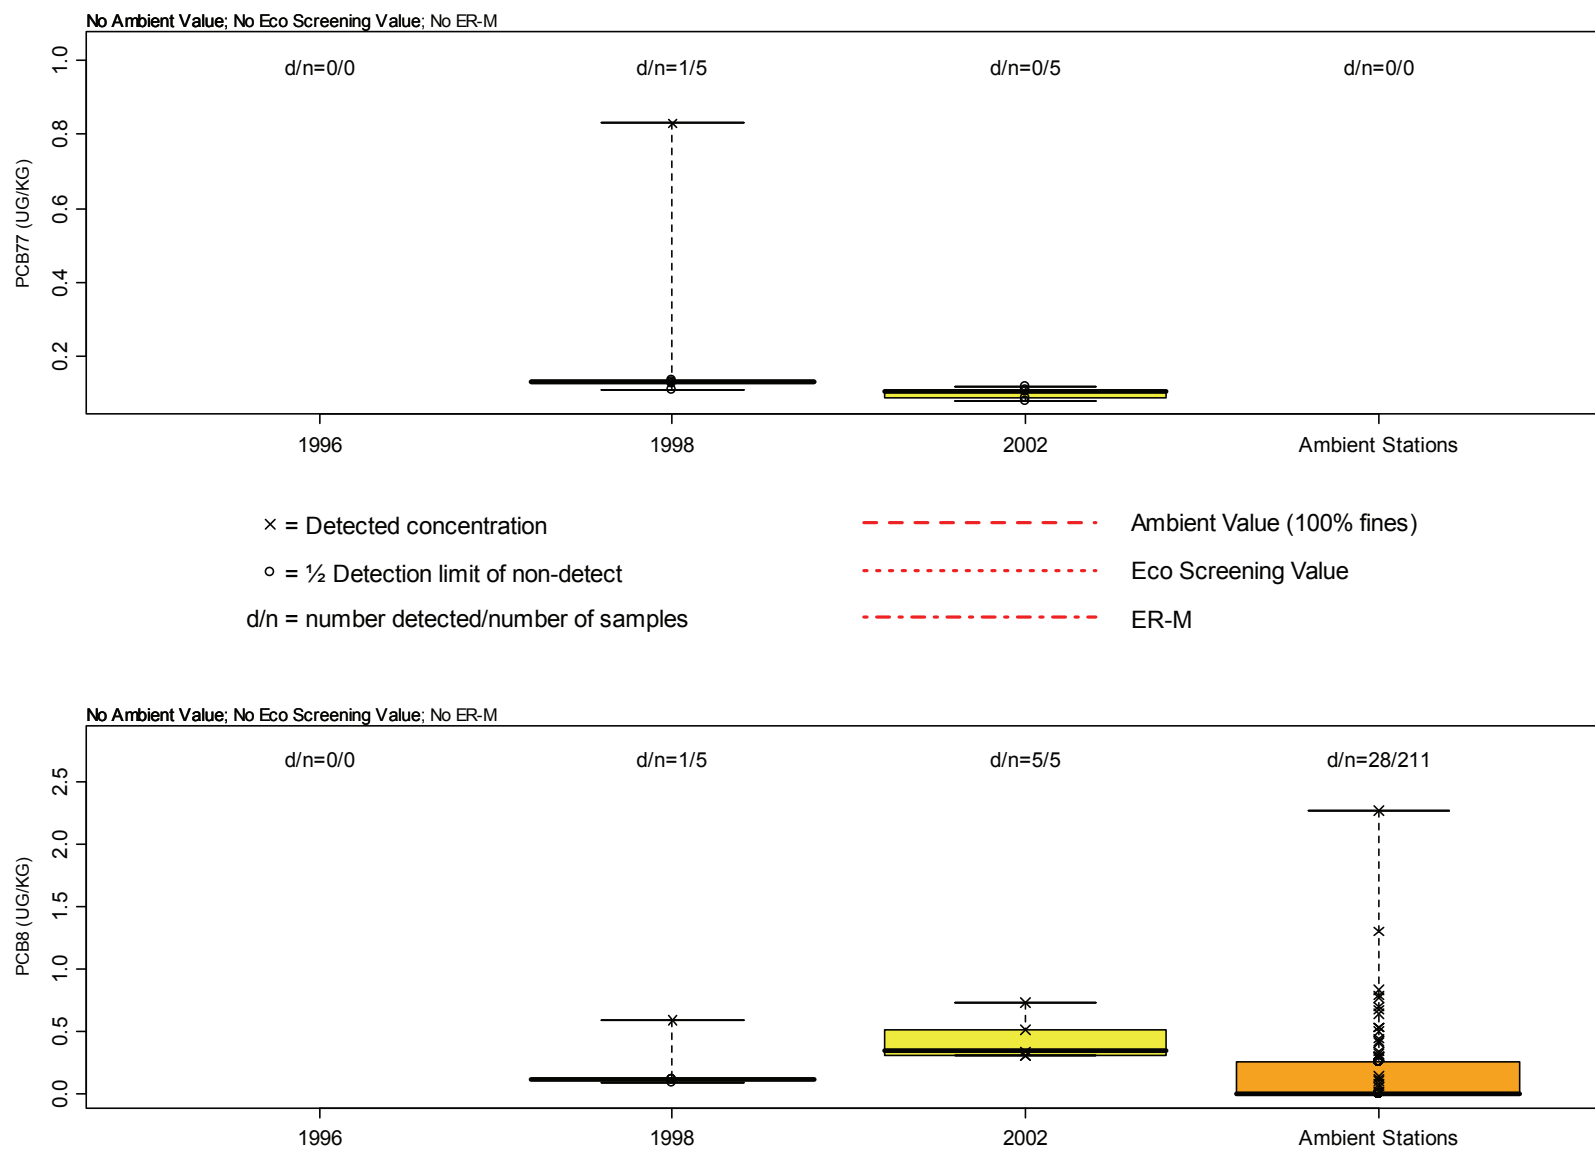 No Ambient Value; No Eco Screening Value; No ER-M
d/n=0/0
d/n=1/5
d/n=0/5
d/n=0/0
PCB77 (UG/KG)
1.0
0.8
0.6
0.4
0.2
1996
1998
2002
Ambient Stations
× = Detected concentration
o = ½ Detection limit of non-detect
d/n = number detected/number of samples
Ambient Value (100% fines)
Eco Screening Value
ER-M
No Ambient Value; No Eco Screening Value; No ER-M
d/n=0/0
d/n=1/5
d/n=5/5
d/n=28/211
PCB8 (UG/KG)
2.5
2.0
1.5
1.0
0.5
0.0
1996
1998
2002
Ambient Stations